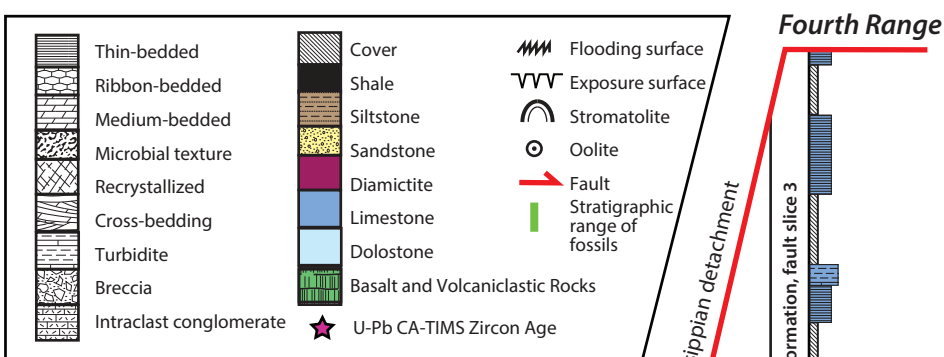 Fourth Range
Thin-bedded
Ribbon-bedded
Medium-bedded
Microbial texture
Recrystallized
Cross-bedding
Turbidite
Breccia
Intraclast conglomerate
Cover
Shale
Siltstone
Sandstone
Diamictite
Limestone
Dolostone
Basalt and Volcaniclastic Rocks
U-Pb CA-TIMS Zircon Age
Flooding surface
Exposure surface
Stromatolite
Oolite
Fault
Stratigraphic
range of
fossils
sippian detachment
ormation, fault slice 3